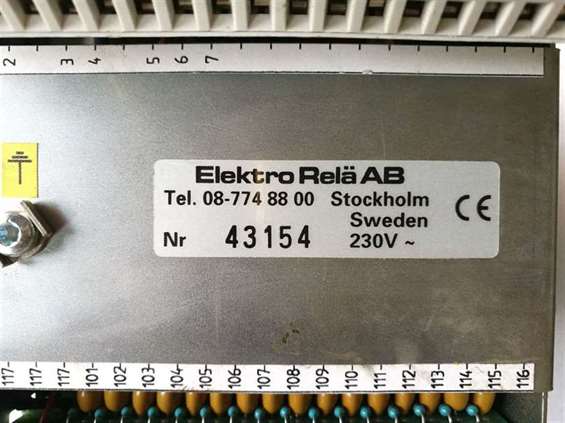 2 3 4 5 6 7
Elektro Relä AB
Tel. 08-774 88 00 Stockholm
Sweden
Nr 43154 230V ~
CE
117 117 117 101 102 103 104 105 106 107 108 109 110 111 112 113 114 115 116